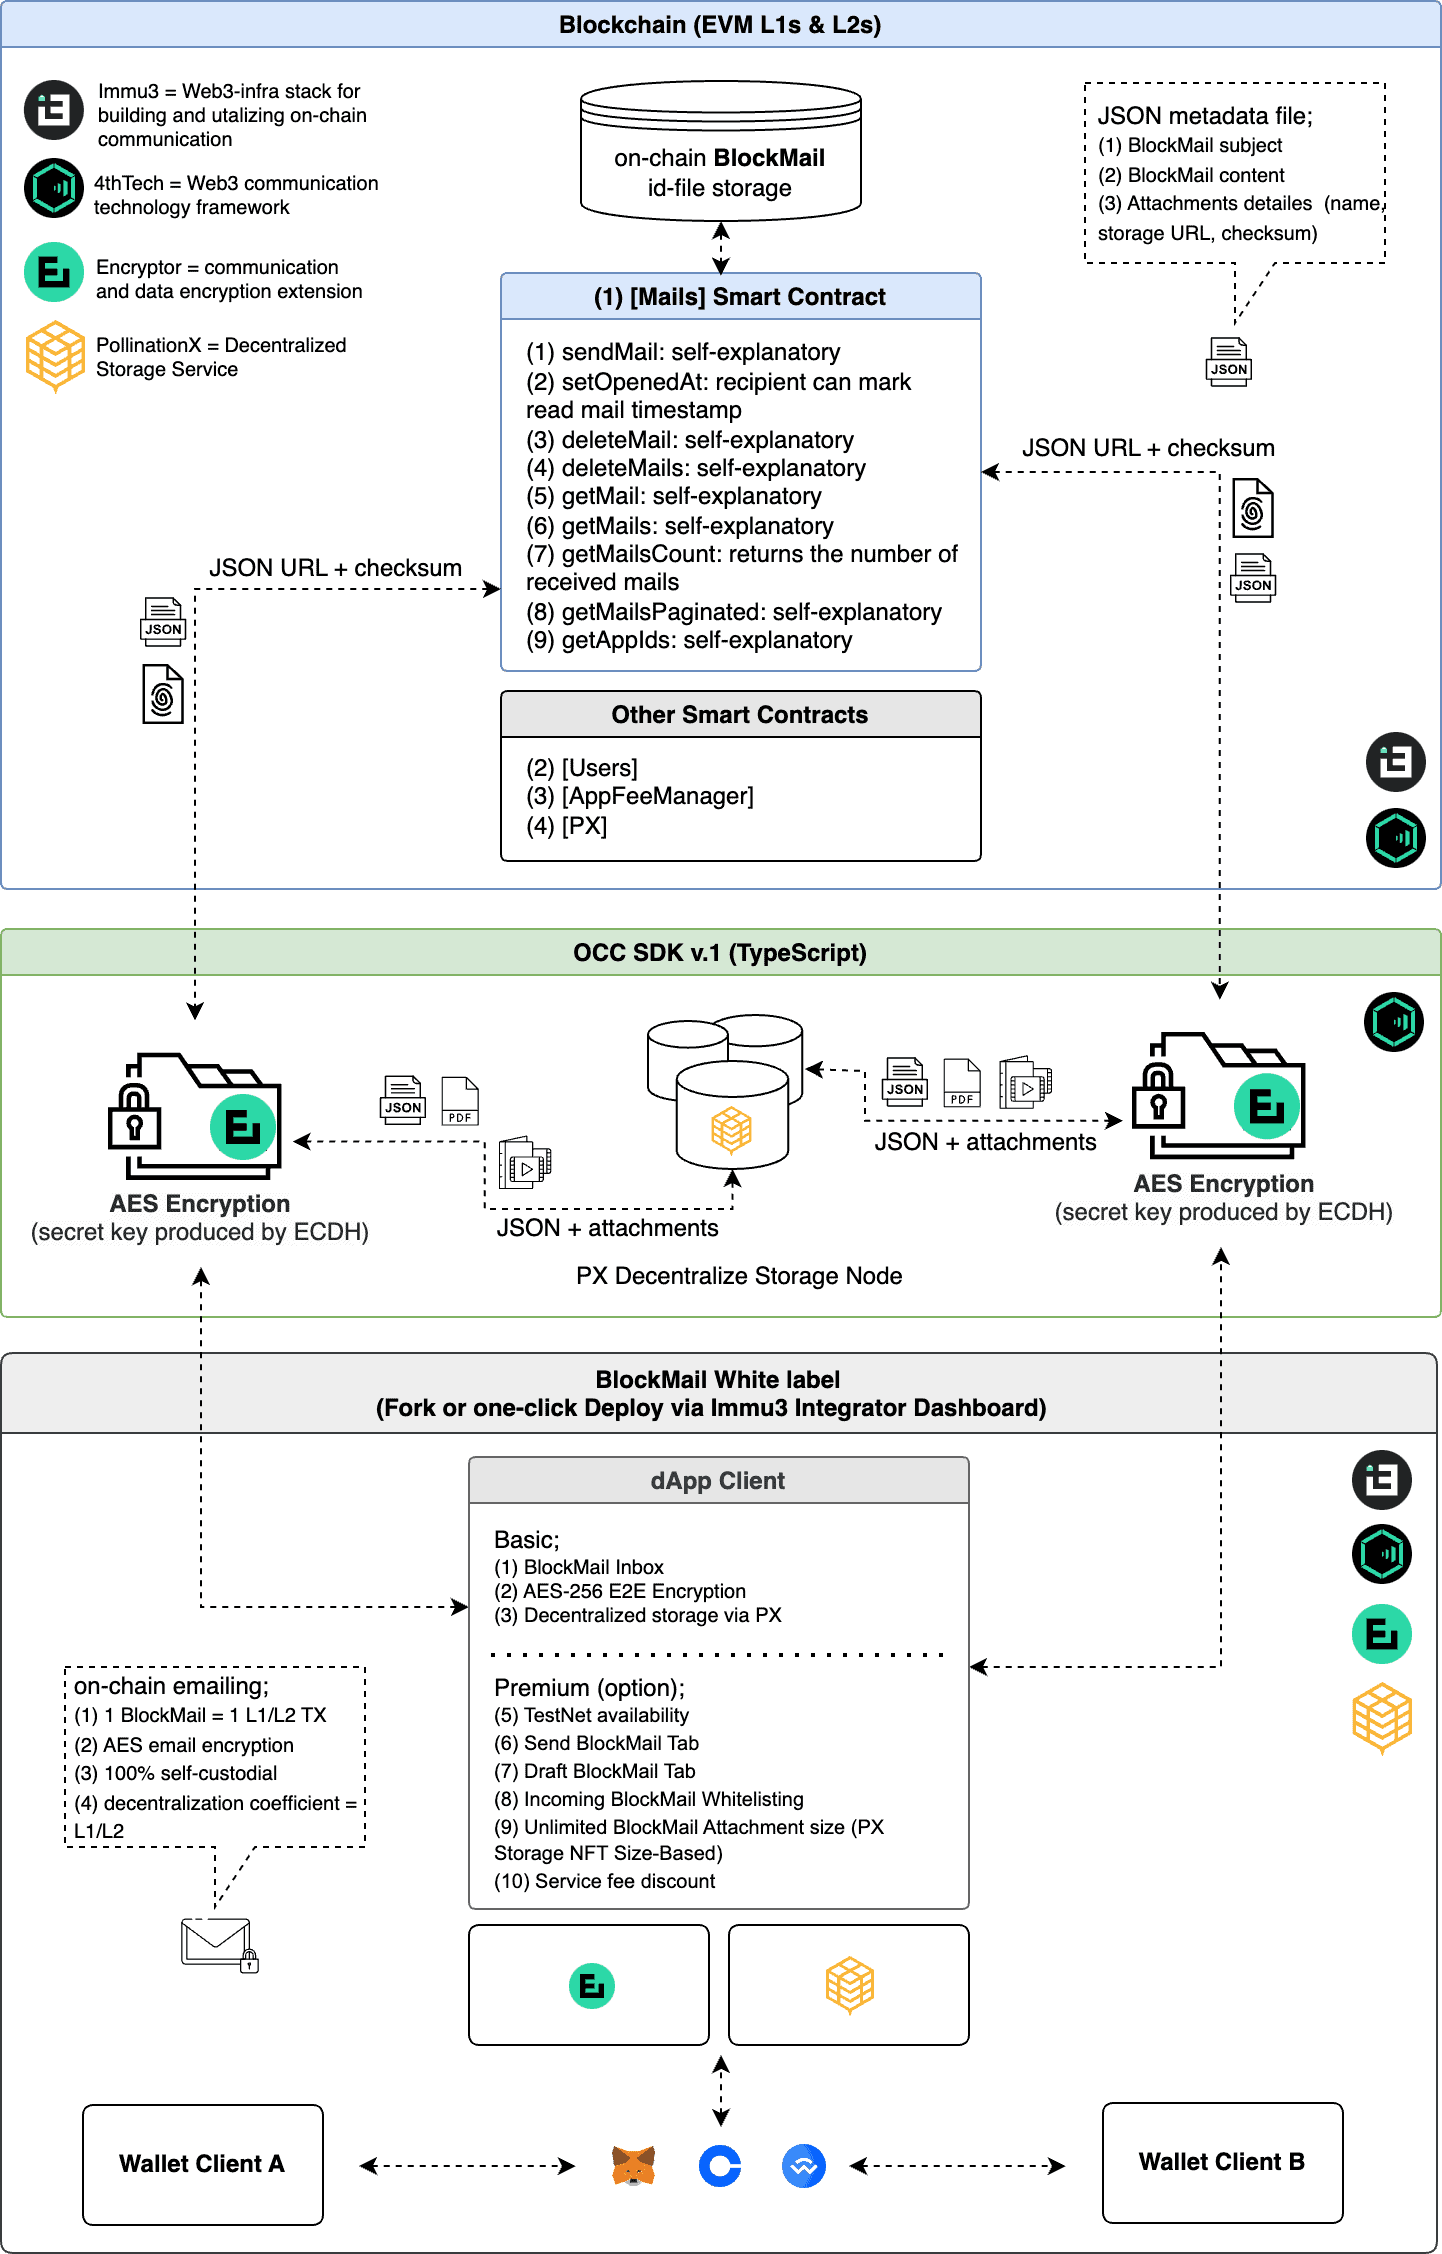 Blockchain (EVM L1s & L2s)
Immu3 = Web3-infra stack for
building and utalizing on-chain
communication
4thTech = Web3 communication
technology framework
Encryptor = communication
and data encryption extension
PollinationX = Decentralized
Storage Service
on-chain BlockMail
id-file storage
JSON metadata file;
(1) BlockMail subject
(2) BlockMail content
(3) Attachments detailes (name,
storage URL, checksum)
JSON
(1) [Mails] Smart Contract
(1) sendMail: self-explanatory
(2) setOpenedAt: recipient can mark
read mail timestamp
(3) deleteMail: self-explanatory
(4) deleteMails: self-explanatory
(5) getMail: self-explanatory
(6) getMails: self-explanatory
(7) getMailsCount: returns the number of
received mails
(8) getMailsPaginated: self-explanatory
(9) getAppIds: self-explanatory
JSON URL + checksum
JSON
JSON URL + checksum
JSON
Other Smart Contracts
(2) [Users]
(3) [AppFeeManager]
(4) [PX]
OCC SDK v.1 (TypeScript)
AES Encryption
(secret key produced by ECDH)
JSON
PDF
JSON + attachments
PX Decentralize Storage Node
JSON
PDF
JSON + attachments
AES Encryption
(secret key produced by ECDH)
BlockMail White label
(Fork or one-click Deploy via Immu3 Integrator Dashboard)
dApp Client
Basic;
(1) BlockMail Inbox
(2) AES-256 E2E Encryption
(3) Decentralized storage via PX
Premium (option);
(5) TestNet availability
(6) Send BlockMail Tab
(7) Draft BlockMail Tab
(8) Incoming BlockMail Whitelisting
(9) Unlimited BlockMail Attachment size (PX
Storage NFT Size-Based)
(10) Service fee discount
on-chain emailing;
(1) 1 BlockMail = 1 L1/L2 TX
(2) AES email encryption
(3) 100% self-custodial
(4) decentralization coefficient =
L1/L2
Wallet Client A
Wallet Client B